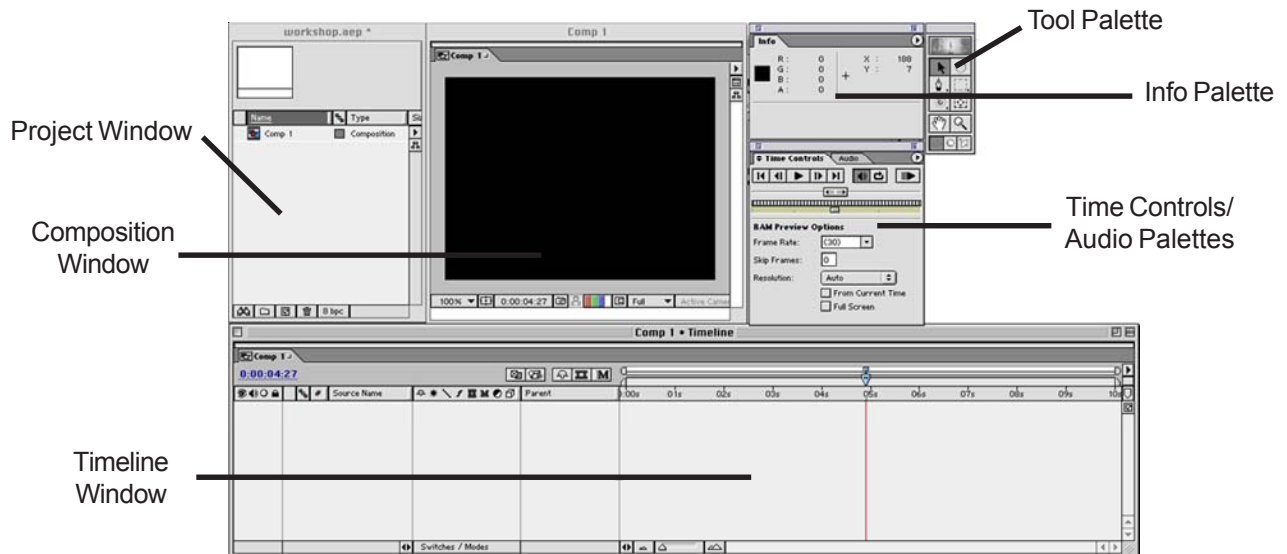 Tool Palette
Info Palette
Project Window
Composition
Window
Time Controls/
Audio Palettes
Timeline
Window
workshop.aep *
Name Type
Comp 1 Composition
8 bpc
Comp 1
Comp 1
100% 0:00:04:27 Full Active Camer
Info
R : 0 X : 188
G : 0 + Y : 7
B : 0
A : 0
Time Controls Audio
RAM Preview Options
Frame Rate: (30)
Skip Frames: 0
Resolution: Auto
From Current Time
Full Screen
Comp 1 • Timeline
Comp 1
0:00:04:27
# Source Name Parent :00s 01s 02s 03s 04s 05s 06s 07s 08s 09s 10s
Switches / Modes